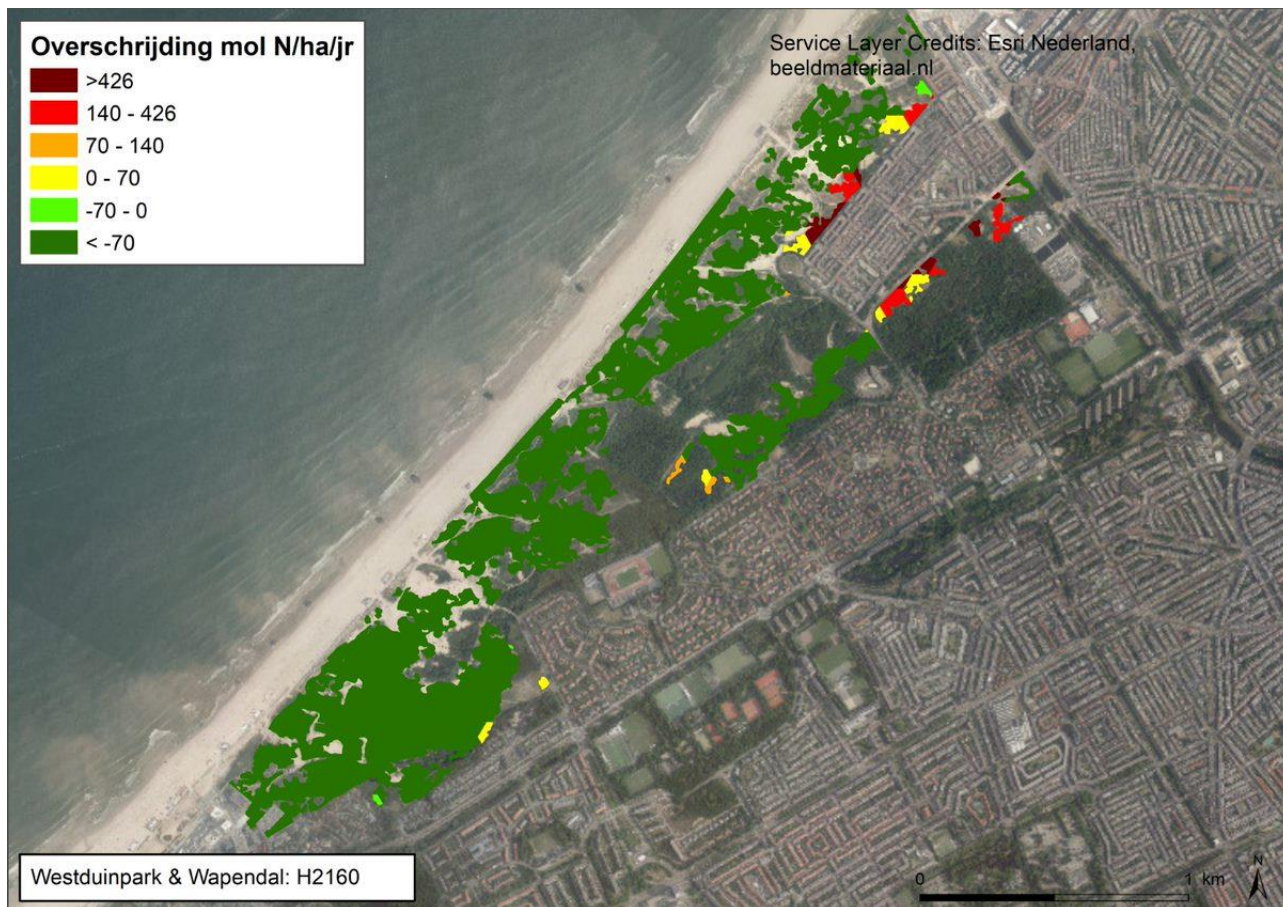 Overschrijding mol N/ha/jr
>426
140 - 426
70 - 140
0 - 70
-70 - 0
< -70
Service Layer Credits: Esri Nederland,
beeldmateriaal.nl
Westduinpark & Wapendal: H2160
0 1 km
N